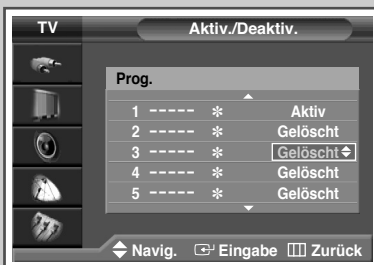 TV Aktiv./Deaktiv.
Prog.
1 ----- ✻ Aktiv
2 ----- ✻ Gelöscht
3 ----- ✻ Gelöscht
4 ----- ✻ Gelöscht
5 ----- ✻ Gelöscht
Navig. Eingabe Zurück